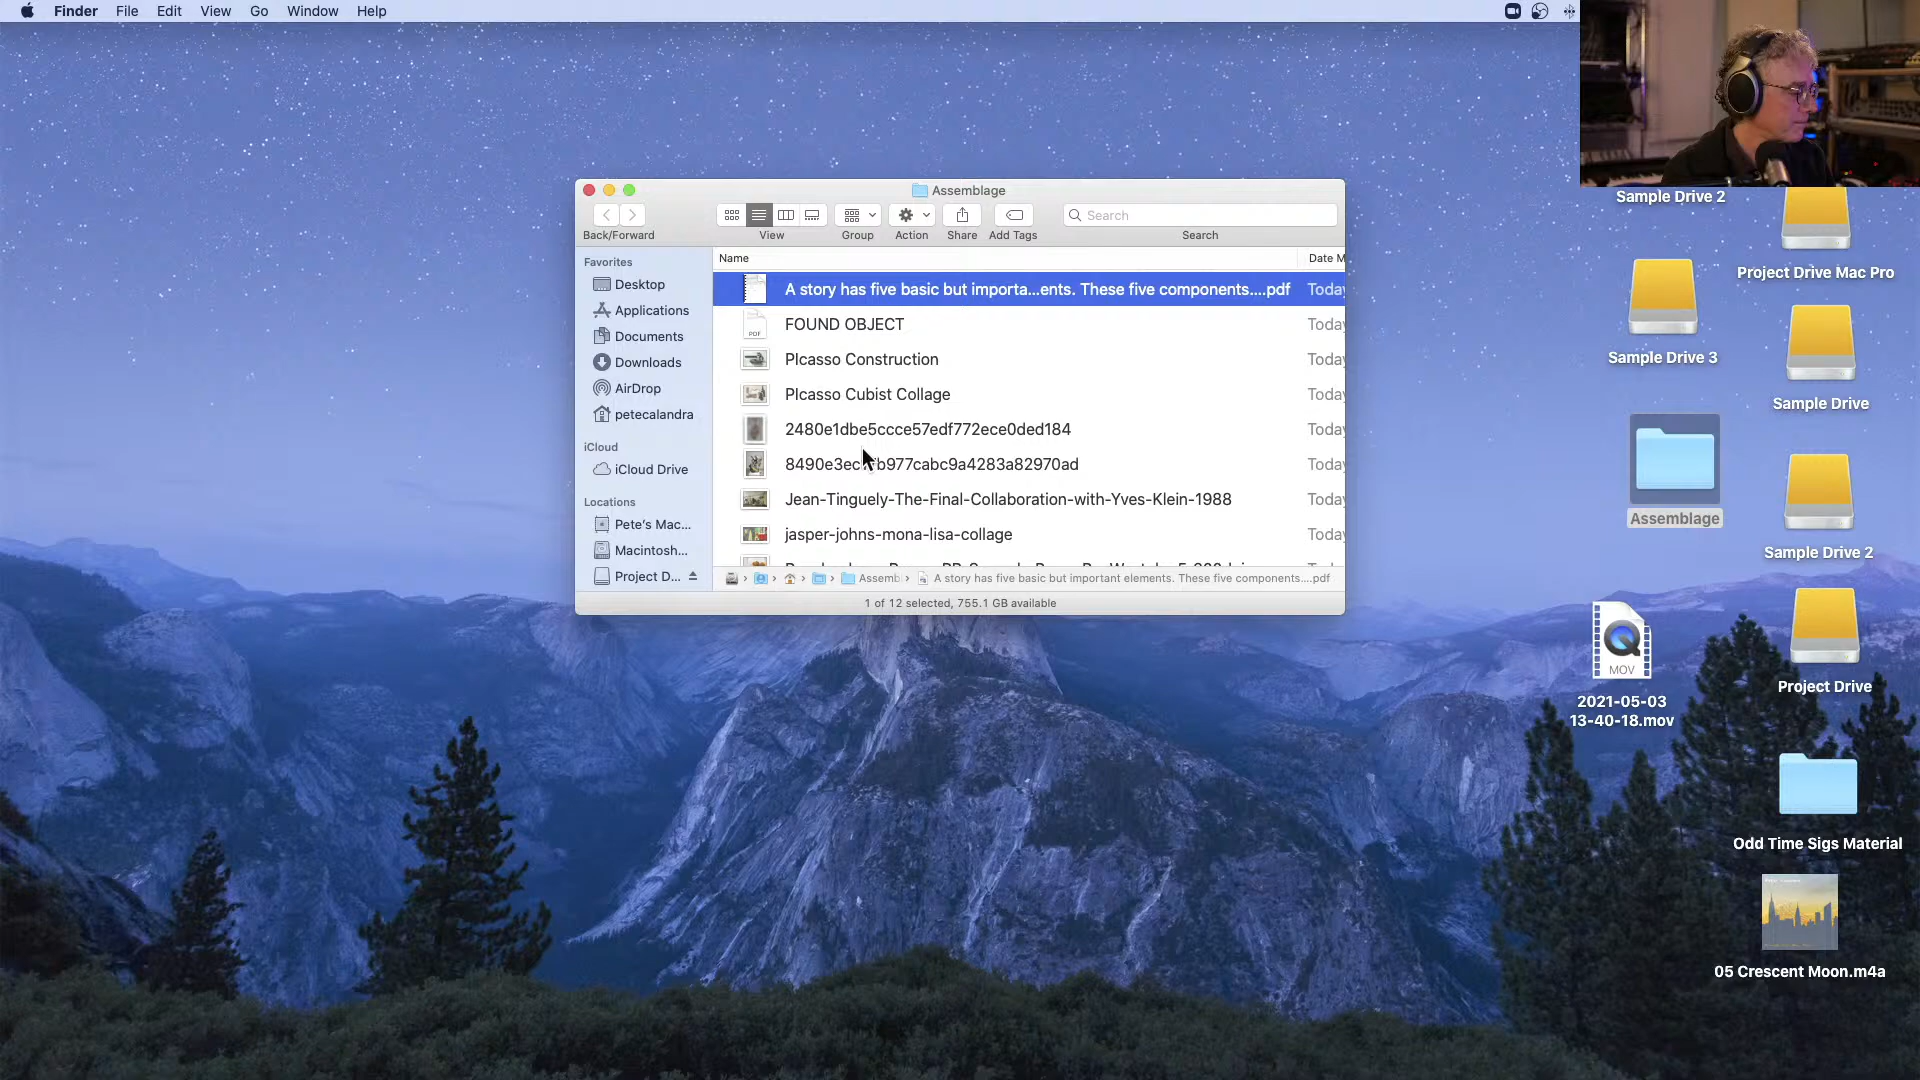 Finder File Edit View Go Window Help
Assemblage
Search
Back/Forward View Group Action Share Add Tags Search
Favorites
Desktop
Applications
Documents
Downloads
AirDrop
petecalandra
iCloud
iCloud Drive
Locations
Pete's Mac...
Macintosh...
Project D...
Name Date M
A story has five basic but importa...ents. These five components....pdf Today
FOUND OBJECT Today
PIcasso Construction Today
PIcasso Cubist Collage Today
2480e1dbe5ccce57edf772ece0ded184 Today
Today
Jean-Tinguely-The-Final-Collaboration-with-Yves-Klein-1988 Today
jasper-johns-mona-lisa-collage Today
Assemb A story has five basic but important elements. These five components....pdf
1 of 12 selected, 755.1 GB available
Sample Drive 2
Project Drive Mac Pro
Sample Drive 3
Sample Drive
Assemblage
Sample Drive 2
MOV
2021-05-03
13-40-18.mov
Project Drive
Odd Time Sigs Material
05 Crescent Moon.m4a
PDF